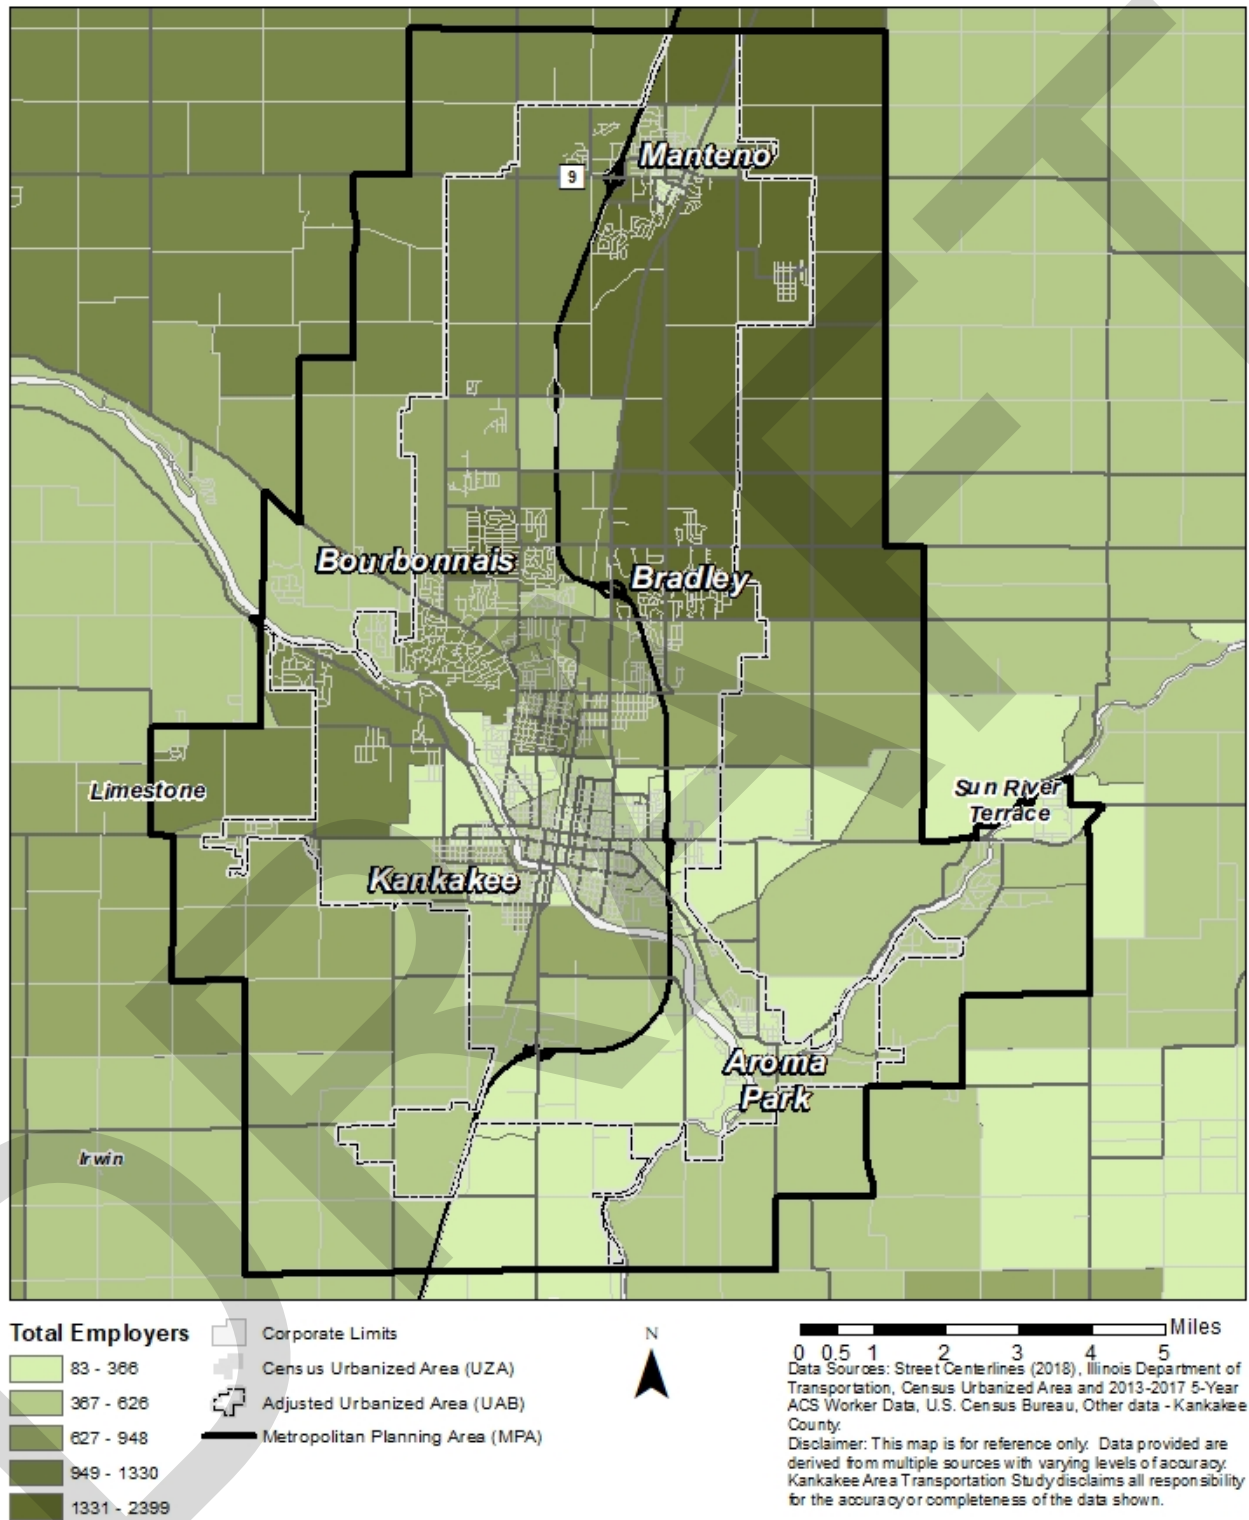 Manteno
9
Bourbonnais
Bradley
Limestone
Sun River
Terrace
Kankakee
Aroma
Park
Irwin
DRAFT
Total Employers
83 - 366
367 - 626
627 - 948
949 - 1330
1331 - 2399
Corporate Limits
Census Urbanized Area (UZA)
Adjusted Urbanized Area (UAB)
Metropolitan Planning Area (MPA)
N
Miles
0 0.5 1 2 3 4 5
Data Sources: Street Centerlines (2018), Illinois Department of
Transportation, Census Urbanized Area and 2013-2017 5-Year
ACS Worker Data, U.S. Census Bureau, Other data - Kankakee
County.
Disclaimer: This map is for reference only. Data provided are
derived from multiple sources with varying levels of accuracy.
Kankakee Area Transportation Study disclaims all responsibility
for the accuracy or completeness of the data shown.